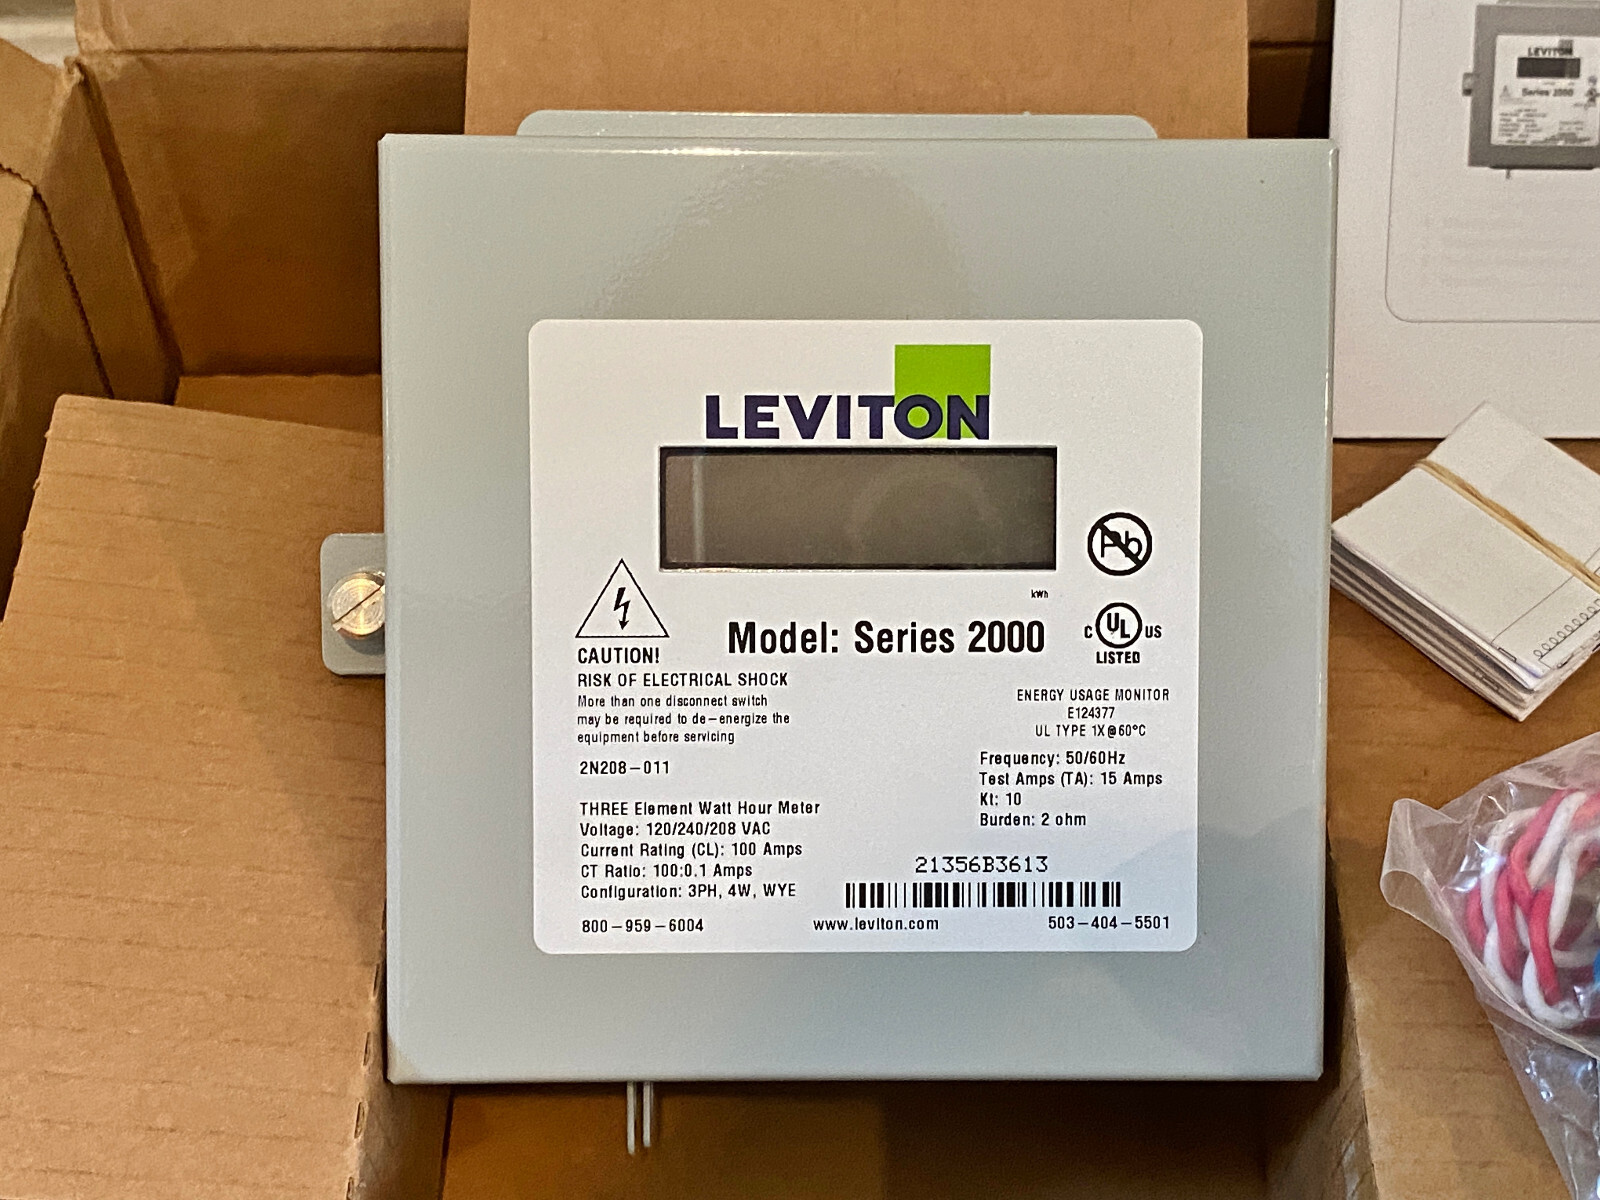 LEVITON
Series 2000
LEVITON
Pb
kWh
Model: Series 2000
C UL US
LISTED
CAUTION!
RISK OF ELECTRICAL SHOCK
More than one disconnect switch
may be required to de-energize the
equipment before servicing
ENERGY USAGE MONITOR
E124377
UL TYPE 1X@60°C
2N208-011
Frequency: 50/60Hz
Test Amps (TA): 15 Amps
Kt: 10
Burden: 2 ohm
THREE Element Watt Hour Meter
Voltage: 120/240/208 VAC
Current Rating (CL): 100 Amps
CT Ratio: 100:0.1 Amps
Configuration: 3PH, 4W, WYE
21356B3613
800-959-6004
www.leviton.com
503-404-5501